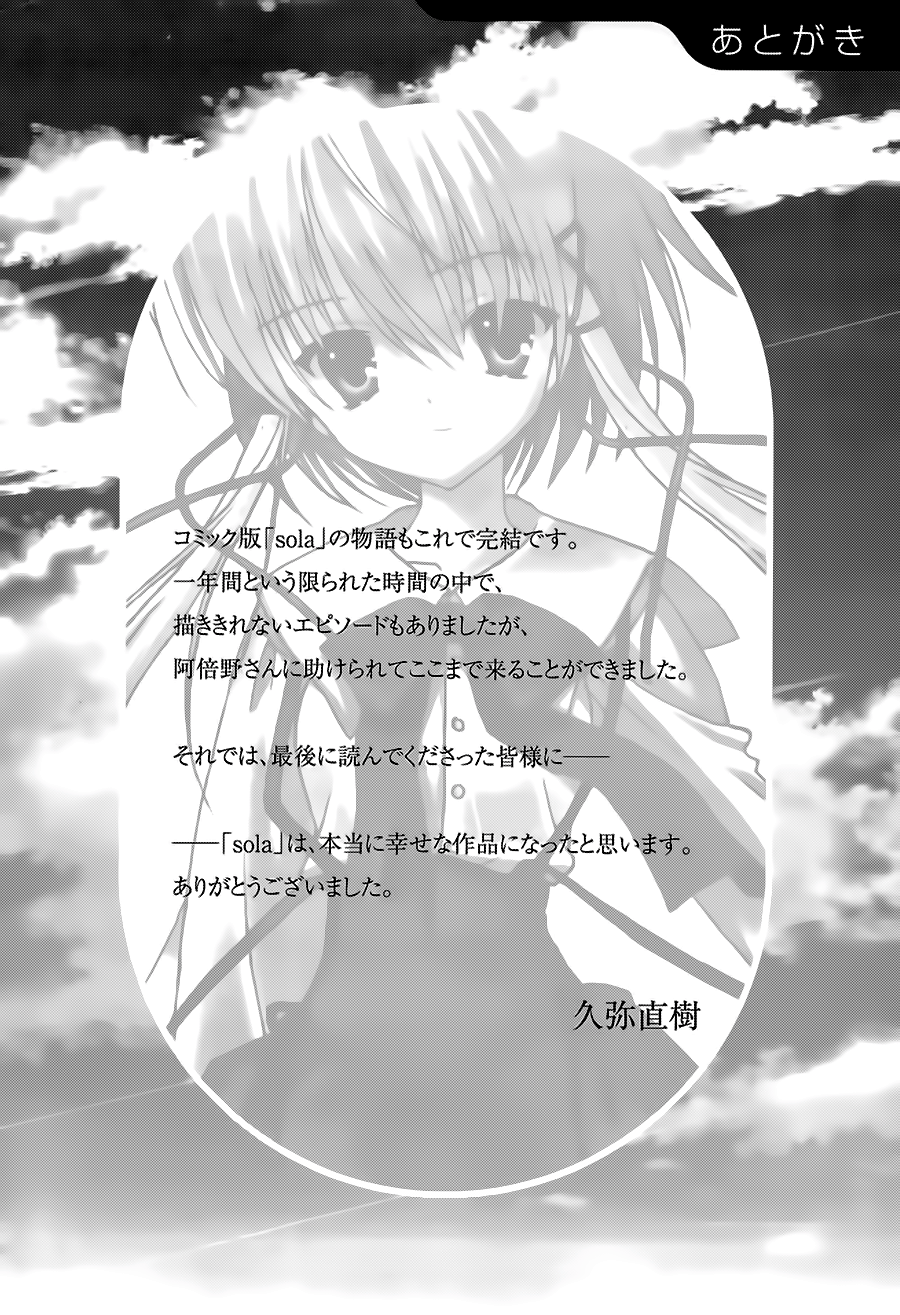 あとがき
コミック版「sola」の物語もこれで完結です。
一年間という限られた時間の中で、
描ききれないエピソードもありましたが、
阿倍野さんに助けられてここまで来ることができました。
それでは、最後に読んでくださった皆様に――
――「sola」は、本当に幸せな作品になったと思います。
ありがとうございました。
久弥直樹